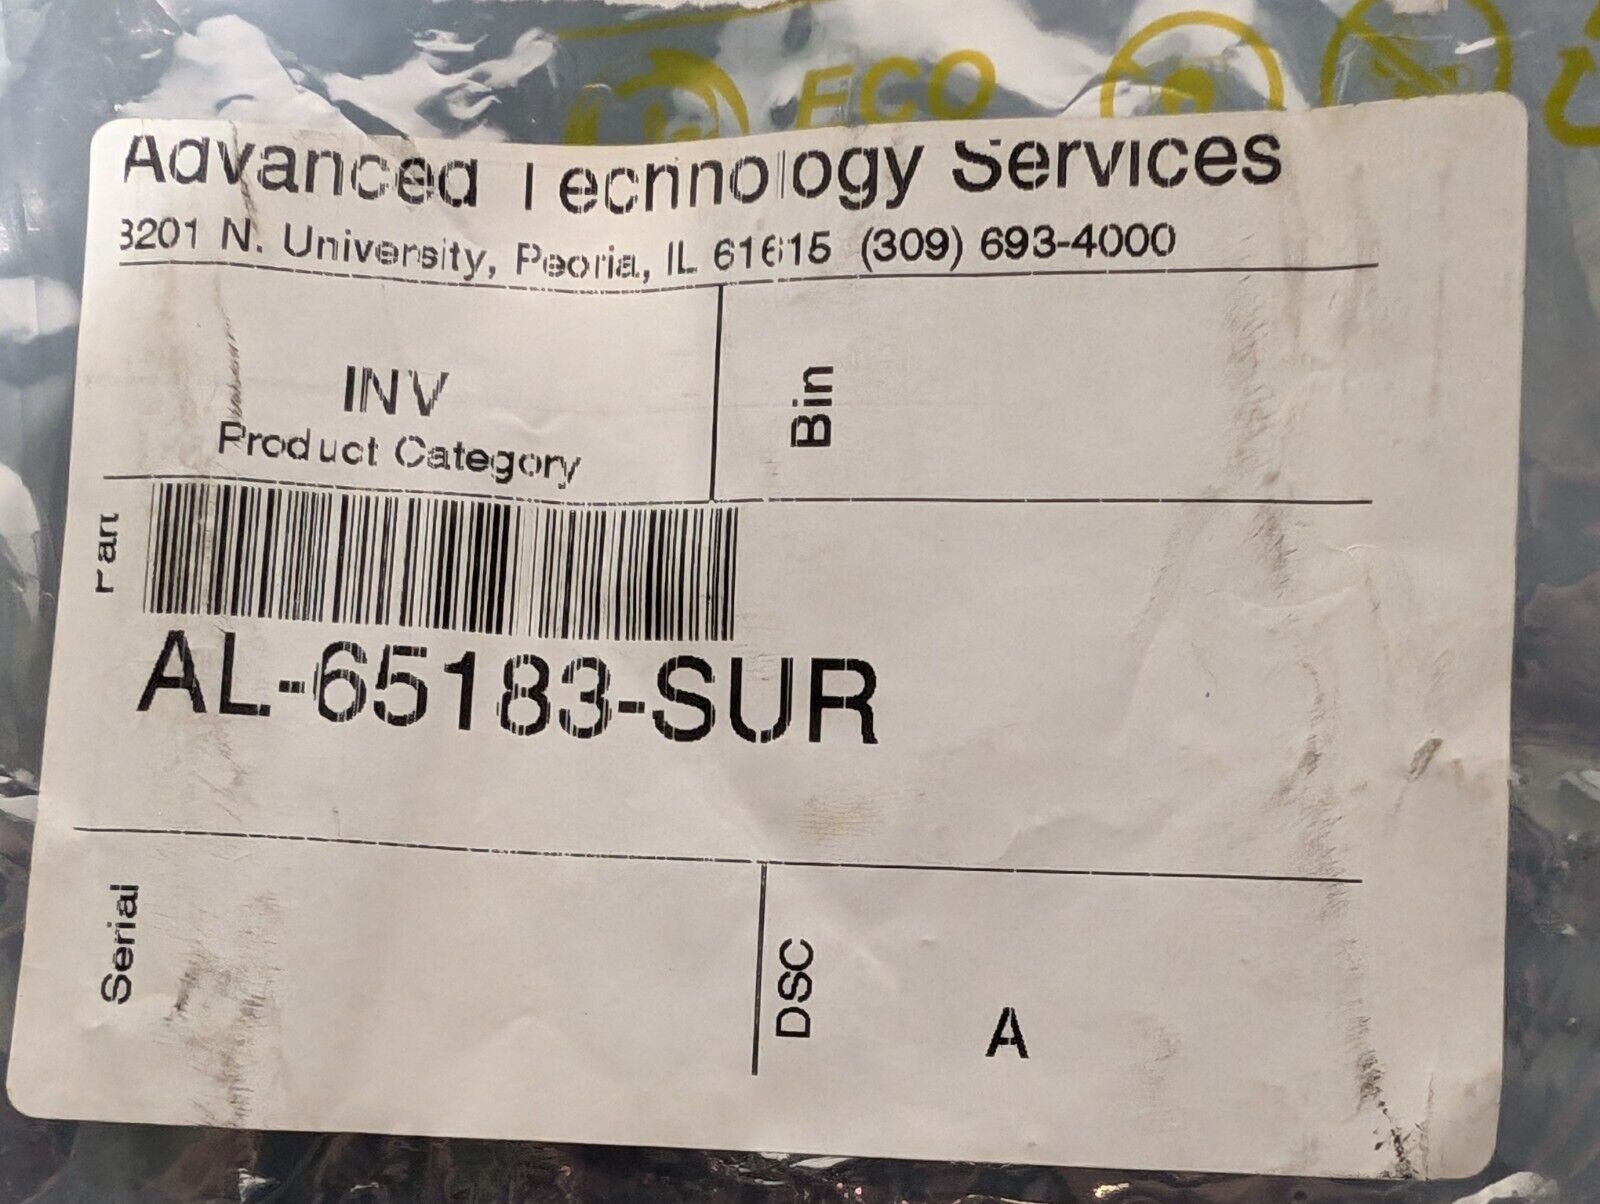 ECO
Advanced Technology Services
3201 N. University, Peoria, IL 61615 (309) 693-4000
INV
Product Category
Bin
Part
AL-65183-SUR
Serial
DSC
A